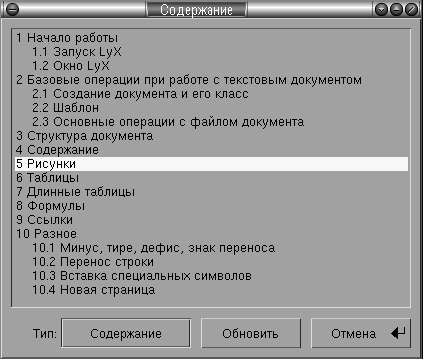 Содержание
1 Начало работы
1.1 Запуск LyX
1.2 Окно LyX
2 Базовые операции при работе с текстовым документом
2.1 Создание документа и его класс
2.2 Шаблон
2.3 Основные операции с файлом документа
3 Структура документа
4 Содержание
5 Рисунки
6 Таблицы
7 Длинные таблицы
8 Формулы
9 Ссылки
10 Разное
10.1 Минус, тире, дефис, знак переноса
10.2 Перенос строки
10.3 Вставка специальных символов
10.4 Новая страница
Тип: Содержание Обновить Отмена